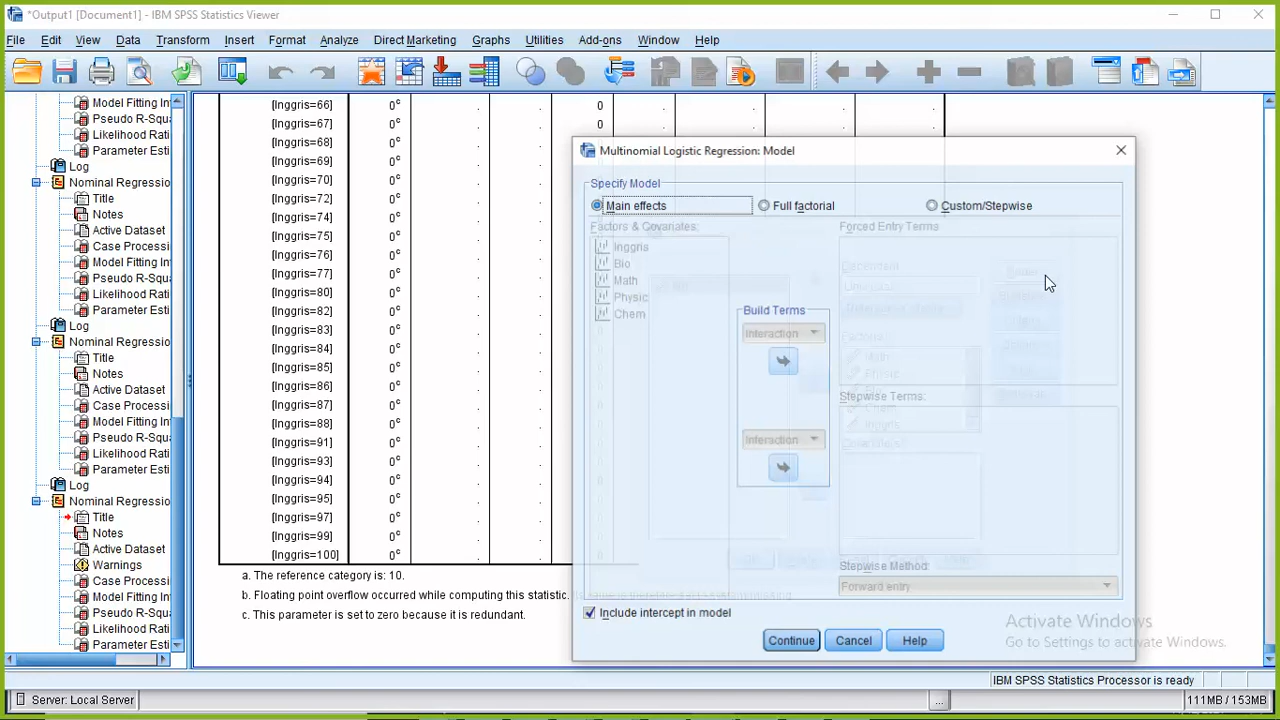 *Output1 [Document1] - IBM SPSS Statistics Viewer
File Edit View Data Transform Insert Format Analyze Direct Marketing Graphs Utilities Add-ons Window Help
Model Fitting In
Pseudo R-Squa
Likelihood Rati
Parameter Esti
Log
Nominal Regressio
Title
Notes
Active Dataset
Case Processi
Model Fitting In
Pseudo R-Squa
Likelihood Rati
Parameter Esti
Log
Nominal Regressio
Title
Notes
Active Dataset
Case Processi
Model Fitting In
Pseudo R-Squa
Likelihood Rati
Parameter Esti
Log
Nominal Regressio
Title
Notes
Active Dataset
Warnings
Case Processi
Model Fitting In
Pseudo R-Squa
Likelihood Rati
Parameter Esti
[Inggris=66] 0c . . 0 . . . .
[Inggris=67] 0c . . 0 . . . .
[Inggris=68] 0c . .
[Inggris=69] 0c . .
[Inggris=70] 0c . .
[Inggris=72] 0c . .
[Inggris=74] 0c . .
[Inggris=75] 0c . .
[Inggris=76] 0c . .
[Inggris=77] 0c . .
[Inggris=80] 0c . .
[Inggris=82] 0c . .
[Inggris=83] 0c . .
[Inggris=84] 0c . .
[Inggris=85] 0c . .
[Inggris=86] 0c . .
[Inggris=87] 0c . .
[Inggris=88] 0c . .
[Inggris=91] 0c . .
[Inggris=93] 0c . .
[Inggris=94] 0c . .
[Inggris=95] 0c . .
[Inggris=97] 0c . .
[Inggris=99] 0c . .
[Inggris=100] 0c . .
a. The reference category is: 10.
b. Floating point overflow occurred while computing this statistic.
c. This parameter is set to zero because it is redundant.
Multinomial Logistic Regression: Model
Specify Model
Main effects Full factorial Custom/Stepwise
Factors & Covariates:
Inggris
Bio
Math
Physic
Chem
Build Terms
Interaction
Interaction
Forced Entry Terms
Stepwise Terms:
Stepwise Method:
Forward entry
Include intercept in model
Continue Cancel Help
Activate Windows
Go to Settings to activate Windows.
IBM SPSS Statistics Processor is ready
Server: Local Server ... 111MB / 153MB